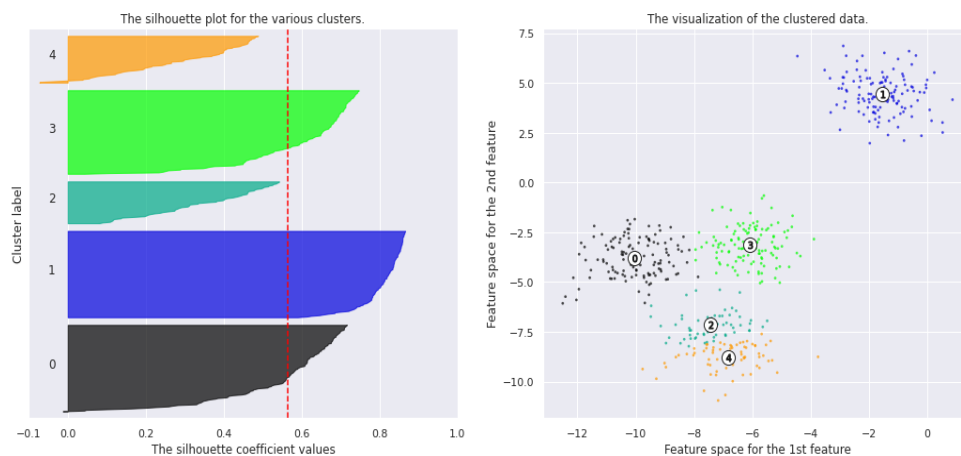 The silhouette plot for the various clusters.
Cluster label
4
3
2
1
0
−0.1 0.0 0.2 0.4 0.6 0.8 1.0
The silhouette coefficient values
The visualization of the clustered data.
Feature space for the 2nd feature
7.5
5.0
2.5
0.0
−2.5
−5.0
−7.5
−10.0
1
3
0
2
4
−12 −10 −8 −6 −4 −2 0
Feature space for the 1st feature